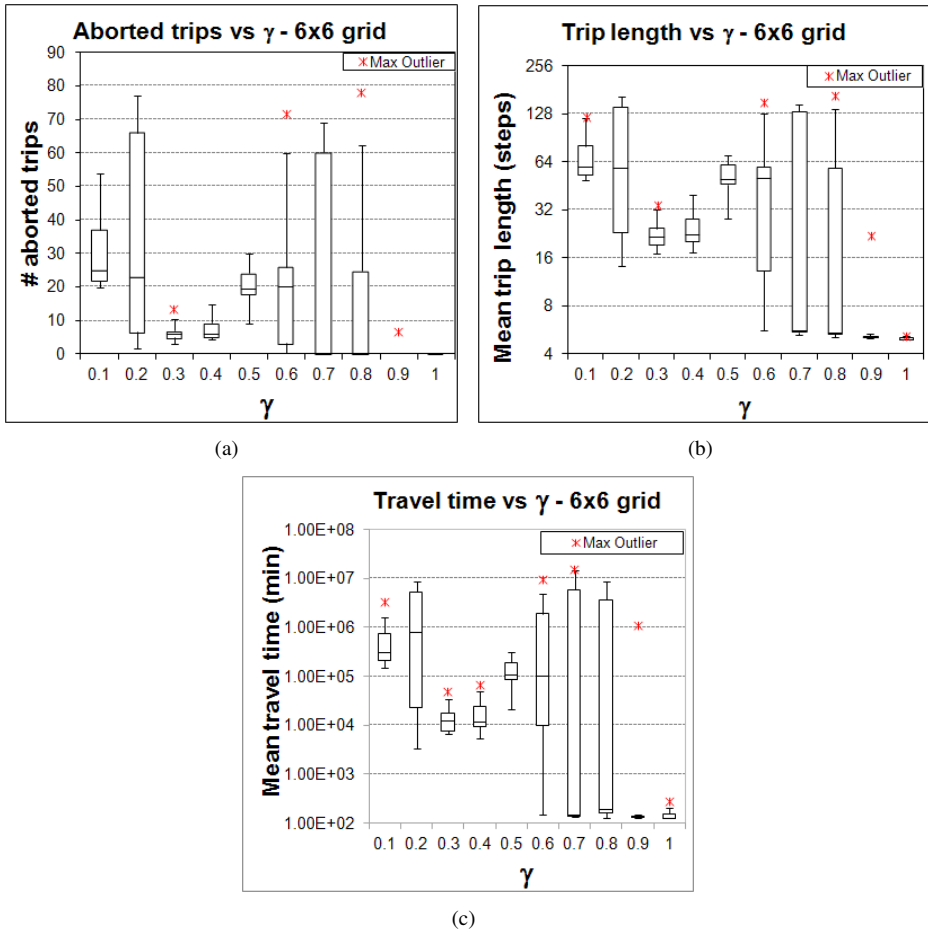 Aborted trips vs γ - 6x6 grid
Max Outlier
# aborted trips
90
80
70
60
50
40
30
20
10
0
0.1 0.2 0.3 0.4 0.5 0.6 0.7 0.8 0.9 1
γ
(a)
Trip length vs γ - 6x6 grid
Max Outlier
Mean trip length (steps)
256
128
64
32
16
8
4
0.1 0.2 0.3 0.4 0.5 0.6 0.7 0.8 0.9 1
γ
(b)
Travel time vs γ - 6x6 grid
Max Outlier
Mean travel time (min)
1.00E+08
1.00E+07
1.00E+06
1.00E+05
1.00E+04
1.00E+03
1.00E+02
0.1 0.2 0.3 0.4 0.5 0.6 0.7 0.8 0.9 1
γ
(c)